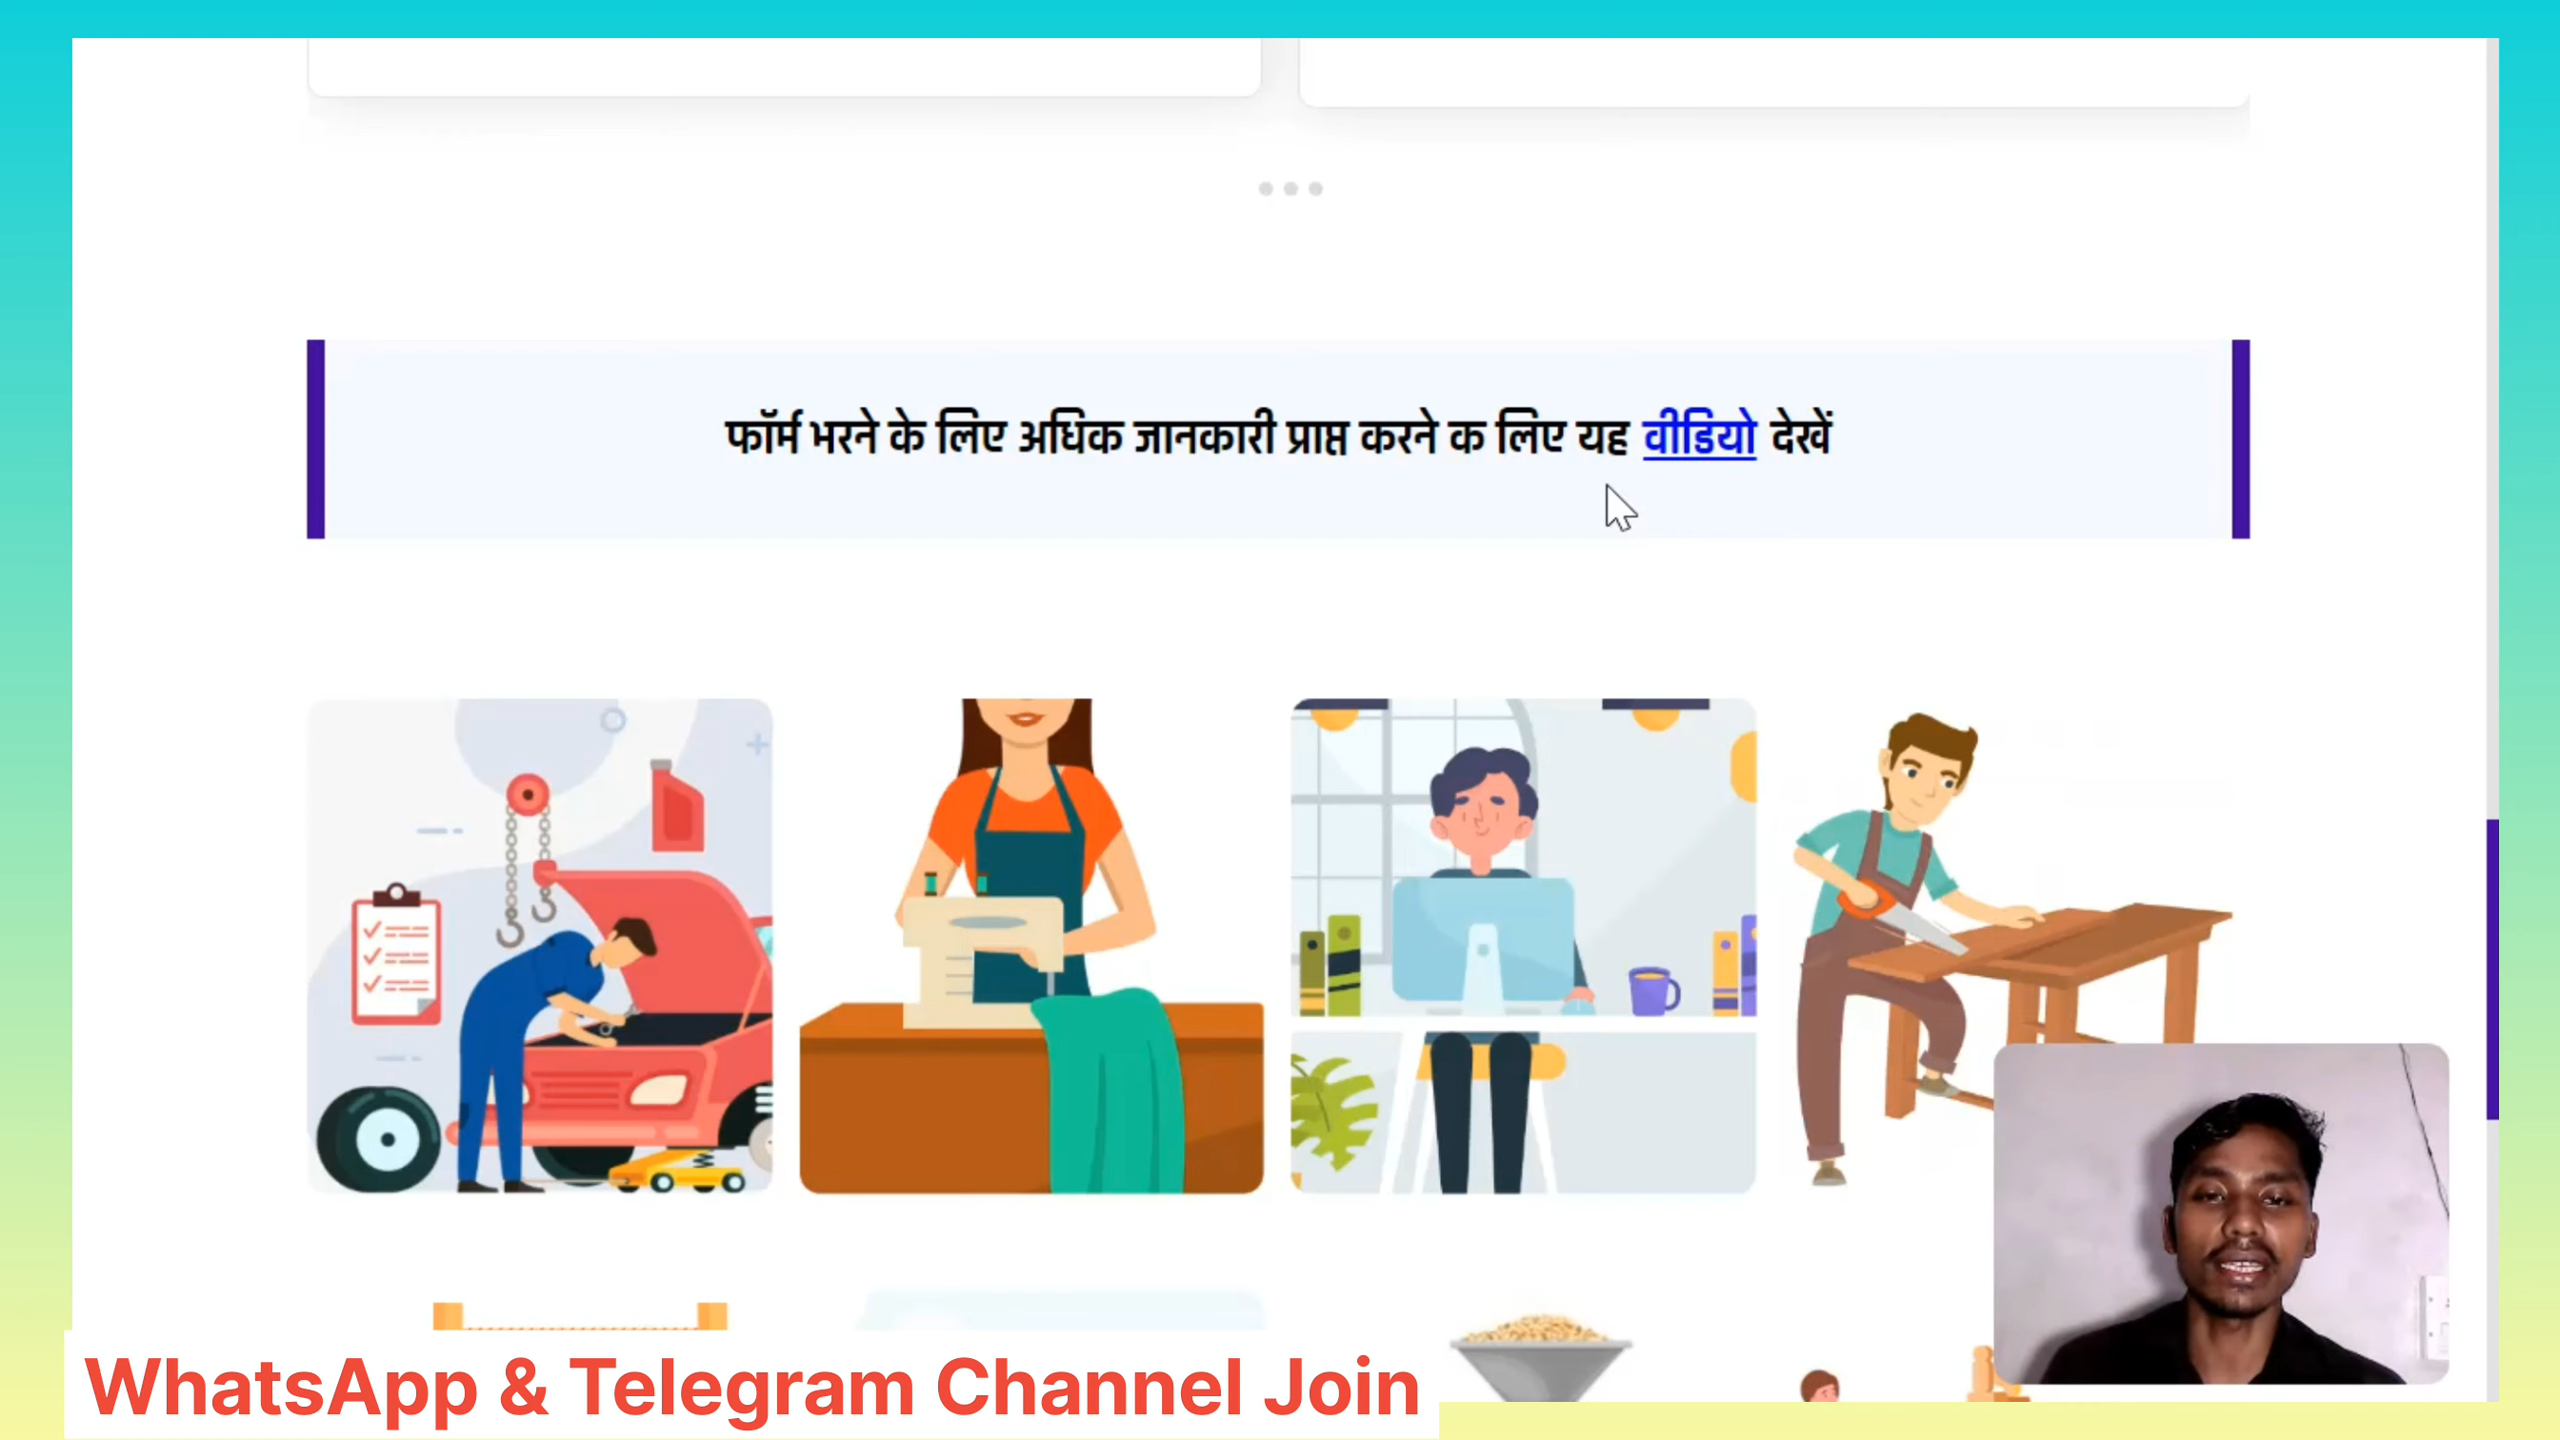 फॉर्म भरने के लिए अधिक जानकारी प्राप्त करने क लिए यह वीडियो देखें
WhatsApp & Telegram Channel Join